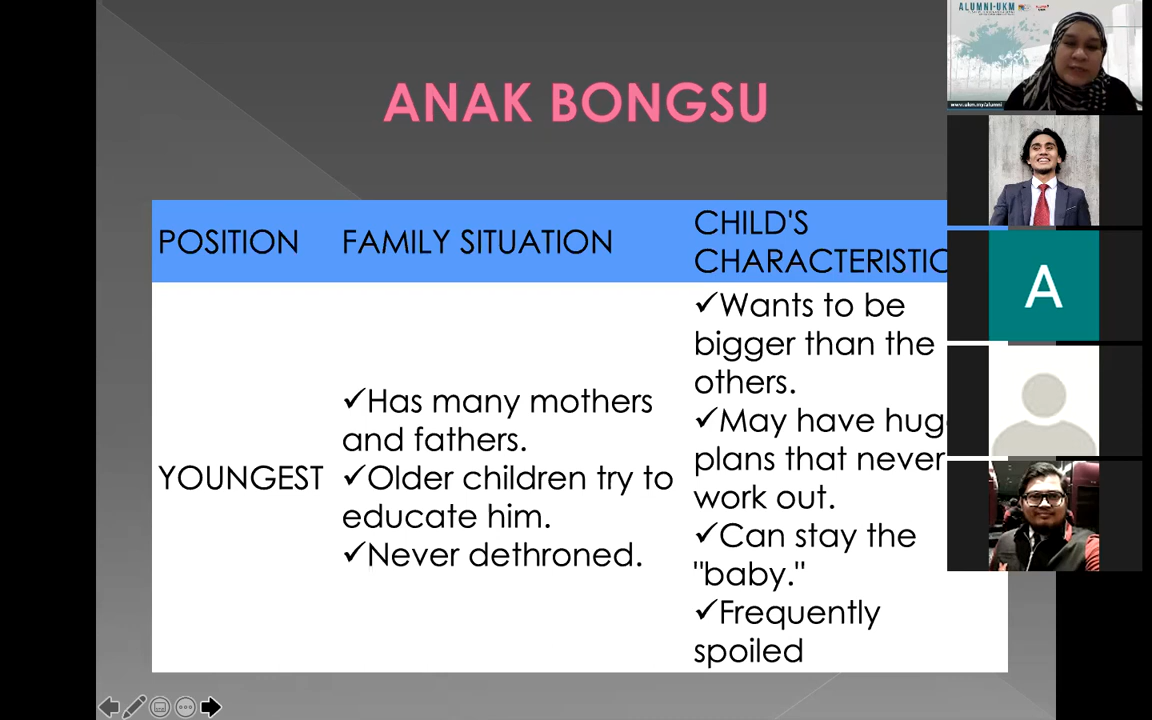 ANAK BONGSU
POSITION
FAMILY SITUATION
CHILD'S
CHARACTERISTIC
YOUNGEST
✓Has many mothers
and fathers.
✓Older children try to
educate him.
✓Never dethroned.
✓Wants to be
bigger than the
others.
✓May have hug
plans that never
work out.
✓Can stay the
"baby."
✓Frequently
spoiled
ALUMNI-UKM
www.ukm.my/alumni
A